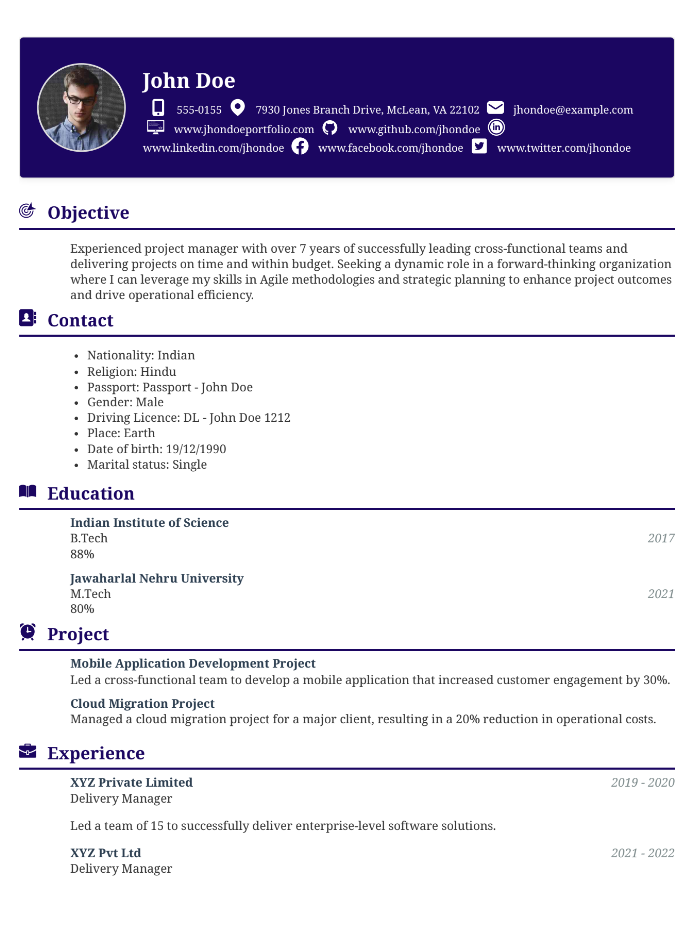 John Doe
555-0155 7930 Jones Branch Drive, McLean, VA 22102 jhondoe@example.com
www.jhondoeportfolio.com www.github.com/jhondoe
www.linkedin.com/jhondoe www.facebook.com/jhondoe www.twitter.com/jhondoe
Objective
Experienced project manager with over 7 years of successfully leading cross-functional teams and
delivering projects on time and within budget. Seeking a dynamic role in a forward-thinking organization
where I can leverage my skills in Agile methodologies and strategic planning to enhance project outcomes
and drive operational efficiency.
Contact
• Nationality: Indian
• Religion: Hindu
• Passport: Passport - John Doe
• Gender: Male
• Driving Licence: DL - John Doe 1212
• Place: Earth
• Date of birth: 19/12/1990
• Marital status: Single
Education
Indian Institute of Science
B.Tech 2017
88%
Jawaharlal Nehru University
M.Tech 2021
80%
Project
Mobile Application Development Project
Led a cross-functional team to develop a mobile application that increased customer engagement by 30%.
Cloud Migration Project
Managed a cloud migration project for a major client, resulting in a 20% reduction in operational costs.
Experience
XYZ Private Limited 2019 - 2020
Delivery Manager
Led a team of 15 to successfully deliver enterprise-level software solutions.
XYZ Pvt Ltd 2021 - 2022
Delivery Manager